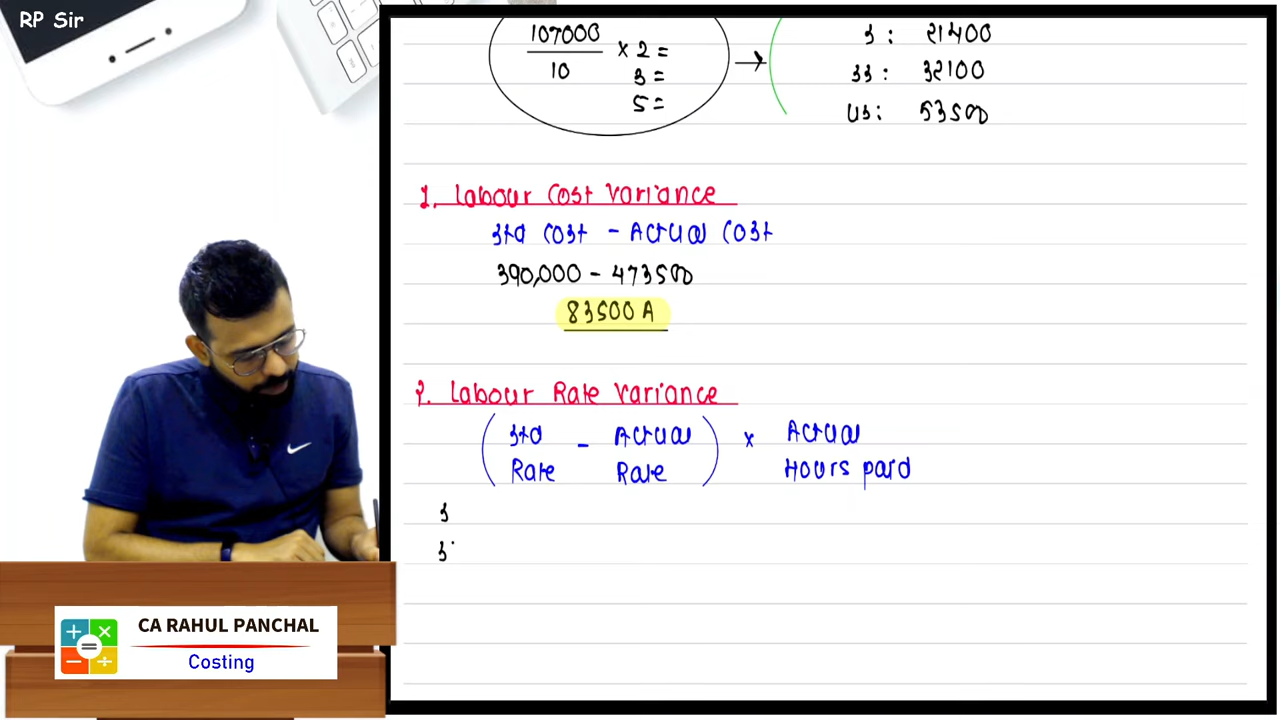 RP Sir
107000
10
× 2 =
3 =
5 =
S : 21400
SS : 32100
US : 53500
1. Labour Cost Variance
Std Cost - Actual Cost
390,000 - 473500
83500 A
2. Labour Rate Variance
( Std Rate - Actual Rate ) × Actual Hours paid
S
S
CA RAHUL PANCHAL
Costing